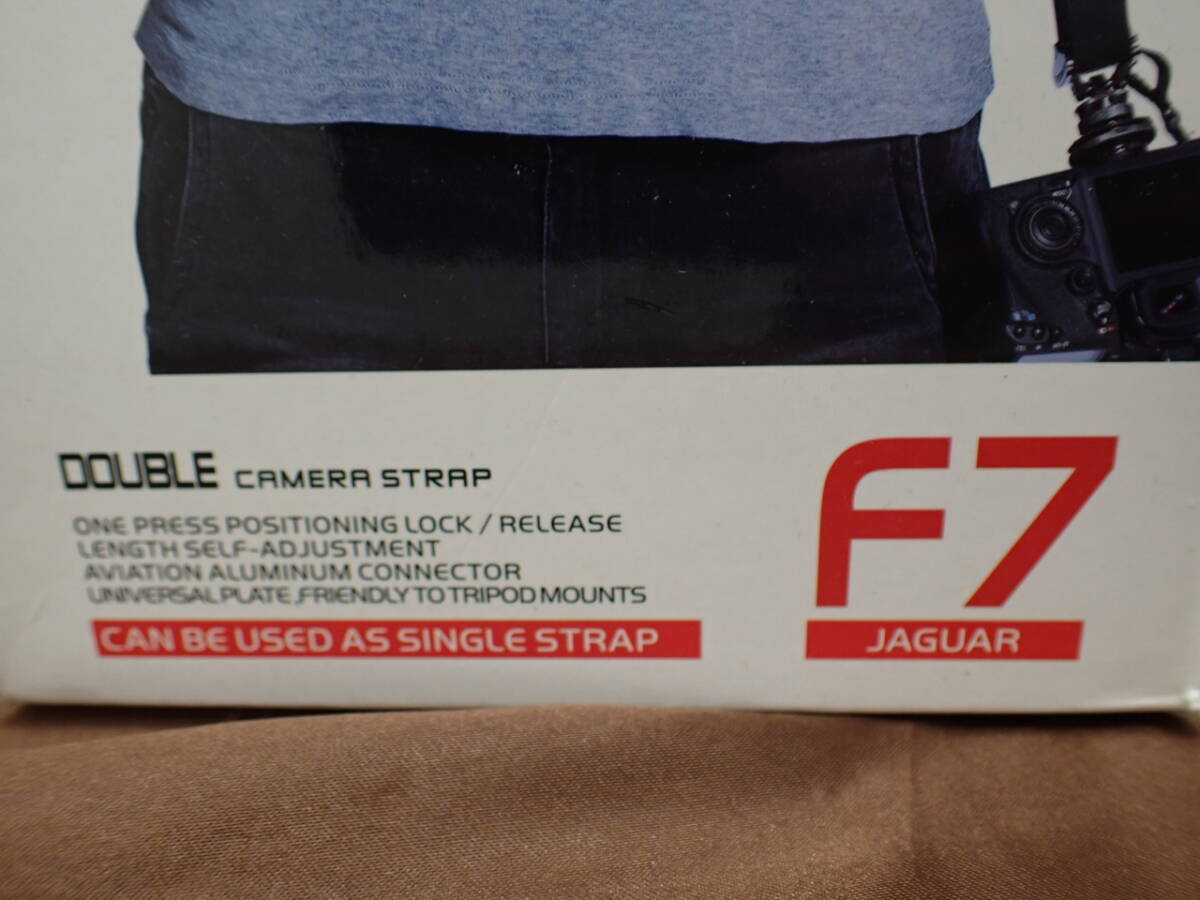 DOUBLE CAMERA STRAP
ONE PRESS POSITIONING LOCK / RELEASE
LENGTH SELF-ADJUSTMENT
AVIATION ALUMINUM CONNECTOR
UNIVERSAL PLATE ,FRIENDLY TO TRIPOD MOUNTS
CAN BE USED AS SINGLE STRAP
F7
JAGUAR